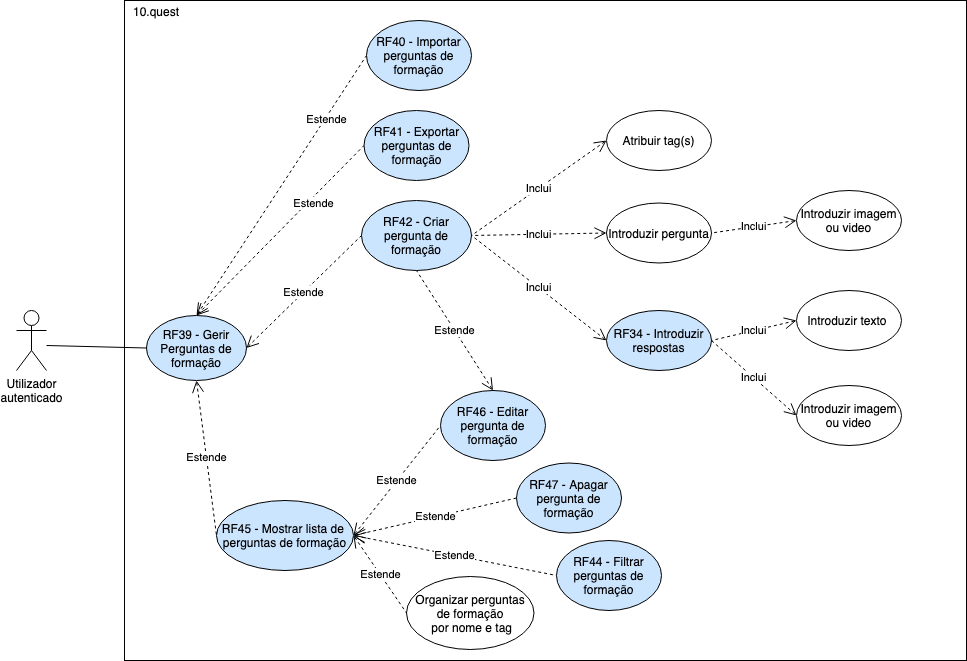 10.quest
RF40 - Importar
perguntas de
formação
Estende
RF41 - Exportar
perguntas de
formação
Estende
RF42 - Criar
pergunta de
formação
Estende
Inclui
Atribuir tag(s)
Inclui
Introduzir pergunta
Inclui
Introduzir imagem
ou video
Inclui
RF34 - Introduzir
respostas
Inclui
Introduzir texto
Inclui
Introduzir imagem
ou video
Utilizador
autenticado
RF39 - Gerir
Perguntas de
formação
Estende
RF46 - Editar
pergunta de
formação
Estende
Estende
RF45 - Mostrar lista de
perguntas de formação
Estende
RF47 - Apagar
pergunta de
formação
Estende
RF44 - Filtrar
perguntas de
formação
Estende
Organizar perguntas
de formação
por nome e tag